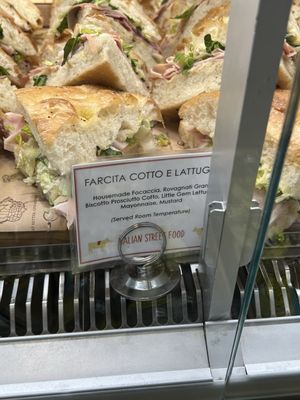 FARCITA COTTO E LATTUG
Housemade Focaccia, Rovagnati Gran
Biscotto Prosciutto Cotto, Little Gem Lettu
Mayonnaise, Mustard
(Served Room Temperature)
ALIAN STREET FOOD